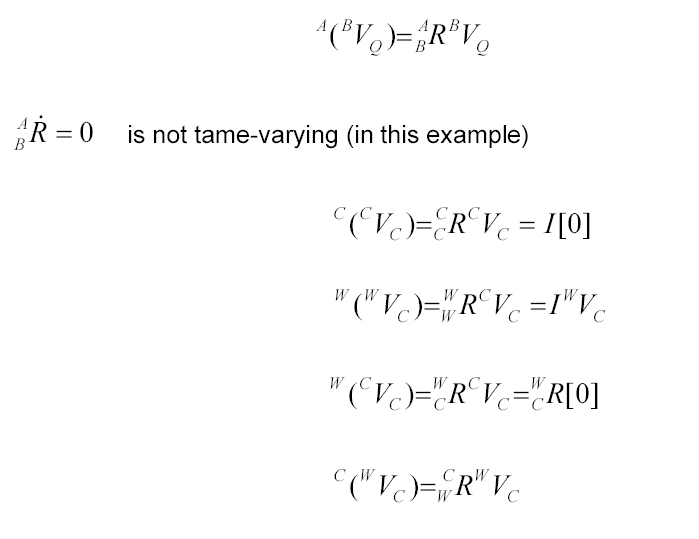 ^A(^B V_Q)=^A_B R ^B V_Q
^A_B Ṙ = 0 is not tame-varying (in this example)
^C(^C V_C)=^C_C R ^C V_C = I[0]
^W(^W V_C)=^W_W R ^C V_C = I ^W V_C
^W(^C V_C)=^W_C R ^C V_C=^W_C R[0]
^C(^W V_C)=^C_W R ^W V_C